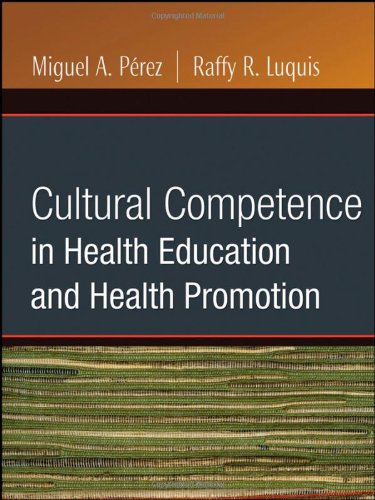 Miguel A. Pérez | Raffy R. Luquis
Cultural Competence
in Health Education
and Health Promotion